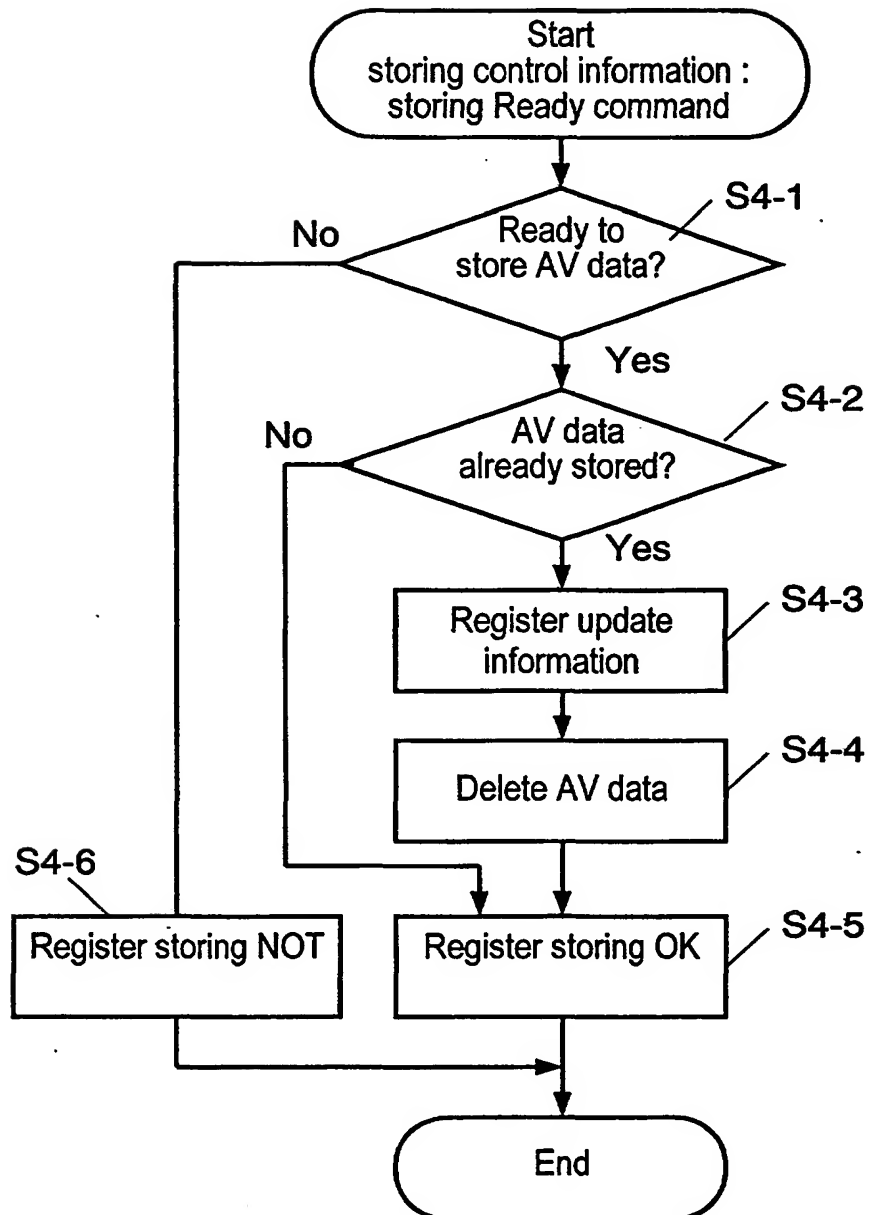 Start
storing control information :
storing Ready command
S4-1
Ready to
store AV data?
No
Yes
S4-2
AV data
already stored?
No
Yes
S4-3
Register update
information
S4-4
Delete AV data
S4-6
Register storing NOT
S4-5
Register storing OK
End